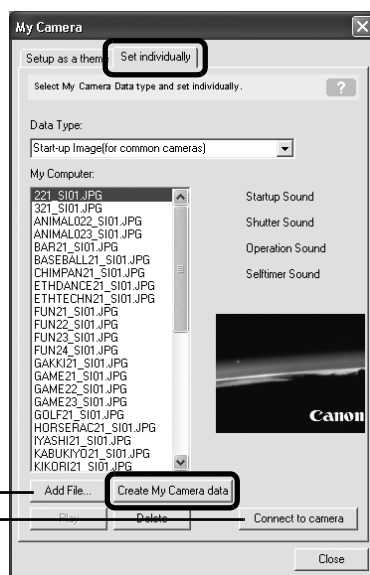 My Camera
Setup as a theme Set individually
Select My Camera Data type and set individually. ?
Data Type:
Start-up Image(for common cameras)
My Computer:
221_SI01.JPG
321_SI01.JPG
ANIMAL022_SI01.JPG
ANIMAL023_SI01.JPG
BAR21_SI01.JPG
BASEBALL21_SI01.JPG
CHIMPAN21_SI01.JPG
ETHDANCE21_SI01.JPG
ETHTECHN21_SI01.JPG
FUN21_SI01.JPG
FUN22_SI01.JPG
FUN23_SI01.JPG
FUN24_SI01.JPG
GAKKI21_SI01.JPG
GAME21_SI01.JPG
GAME22_SI01.JPG
GAME23_SI01.JPG
GOLF21_SI01.JPG
HORSERAC21_SI01.JPG
IYASHI21_SI01.JPG
KABUKIYO21_SI01.JPG
KIKORI21_SI01.JPG
Startup Sound
Shutter Sound
Operation Sound
Selftimer Sound
Canon
Add File... Create My Camera data
Play Delete Connect to camera
Close